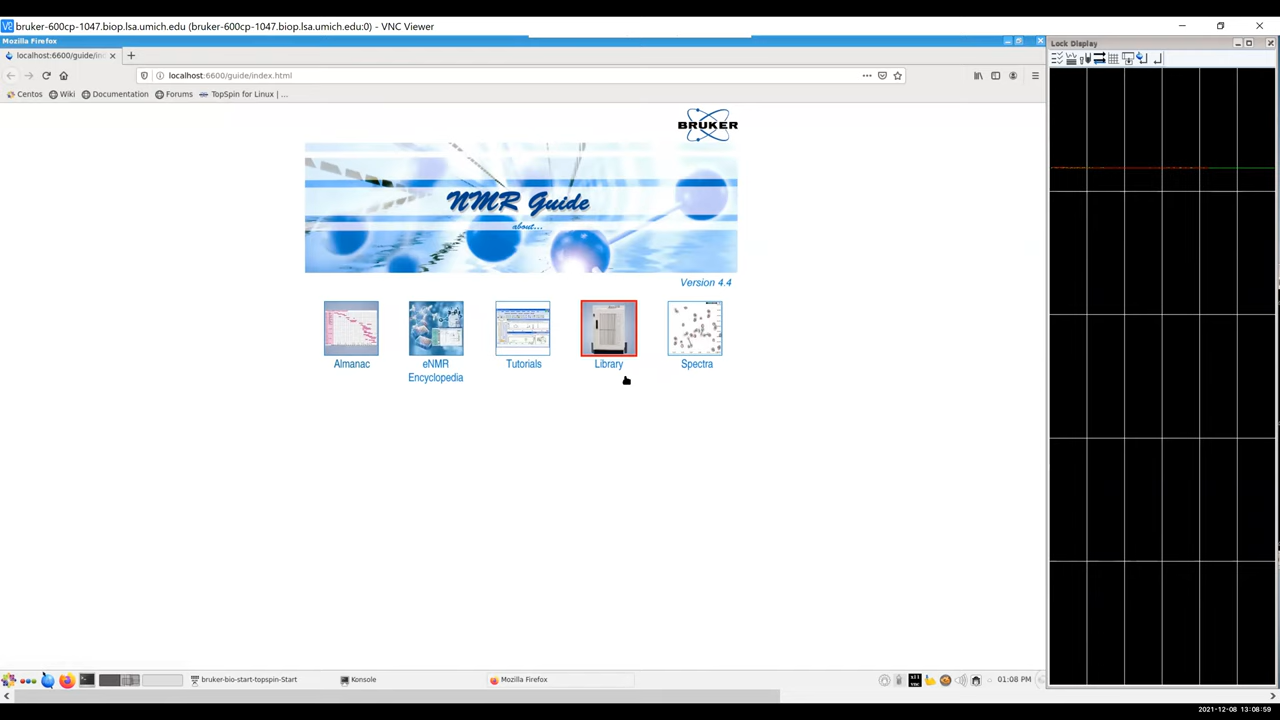 bruker-600cp-1047.biop.lsa.umich.edu (bruker-600cp-1047.biop.lsa.umich.edu:0) - VNC Viewer
Mozilla Firefox
Lock Display
localhost:6600/guide/in
localhost:6600/guide/index.html
Centos
Wiki
Documentation
Forums
TopSpin for Linux | ...
BRUKER
NMR Guide
about...
Version 4.4
Almanac
eNMR
Encyclopedia
Tutorials
Library
Spectra
bruker-bio-start-topspin-Start
Konsole
Mozilla Firefox
01:08 PM
2021-12-08 13:08:59